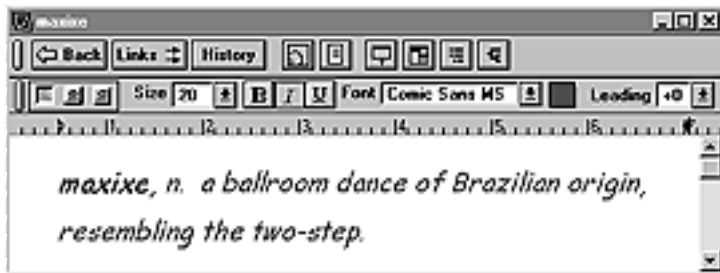 maxixe
Back Links History
Size 20 B I U Font Comic Sans MS Leading +0
1 2 3 4 5 6
maxixe, n. a ballroom dance of Brazilian origin,
resembling the two-step.